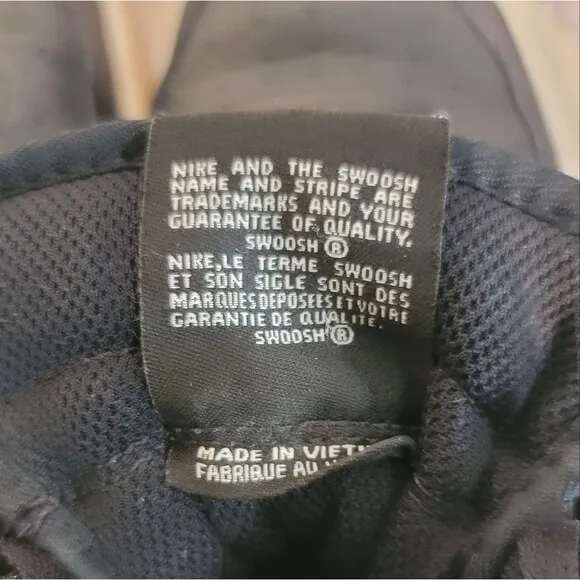 NIKE AND THE SWOOSH
NAME AND STRIPE ARE
TRADEMARKS AND YOUR
GUARANTEE OF QUALITY.
SWOOSH ®
NIKE, LE TERME SWOOSH
ET SON SIGLE SONT DES
MARQUES DEPOSEES ET VOTRE
GARANTIE DE QUALITE.
SWOOSH ®
MADE IN
FABRIQUE AU